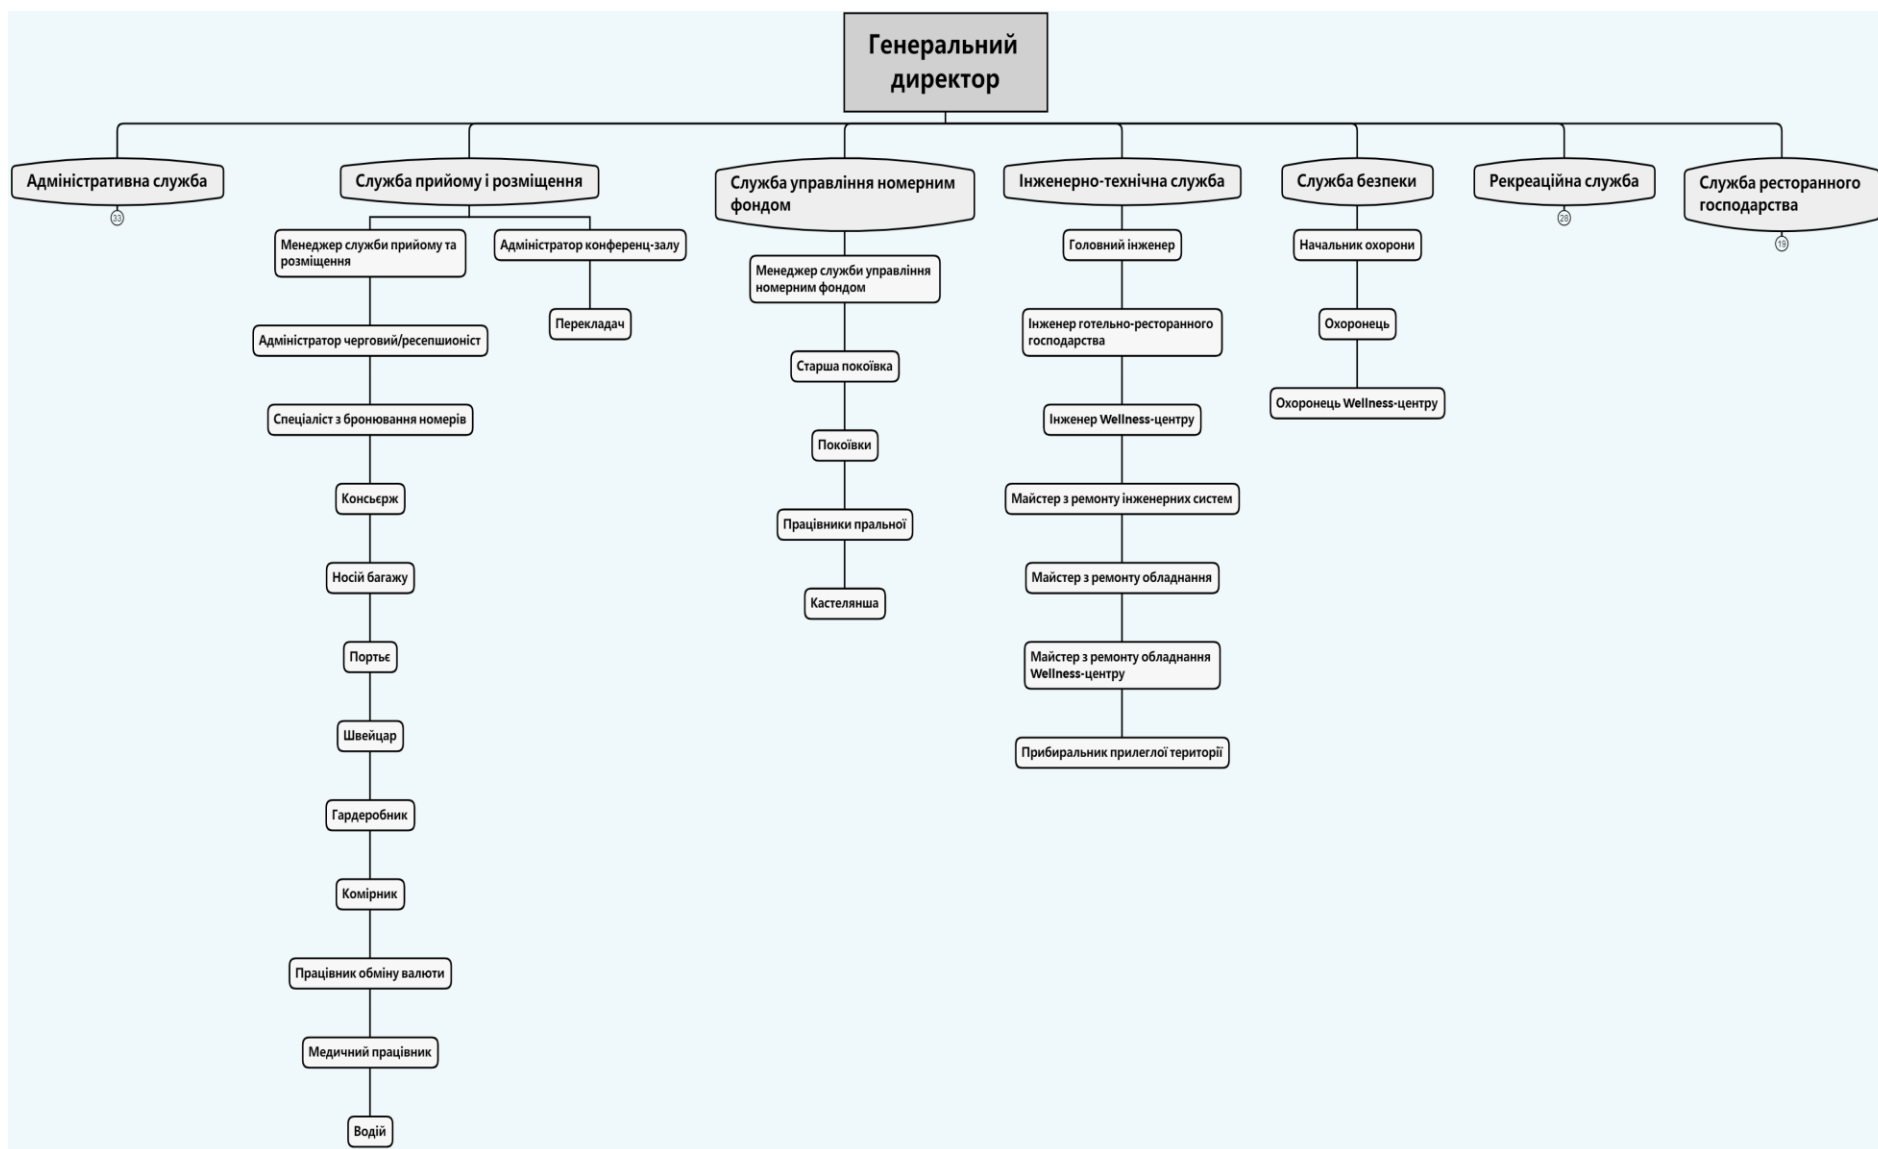 Генеральний
директор
Адміністративна служба
33
Служба прийому і розміщення
Менеджер служби прийому та
розміщення
Адміністратор черговий/ресепшионіст
Спеціаліст з бронювання номерів
Консьєрж
Носій багажу
Портьє
Швейцар
Гардеробник
Комірник
Працівник обміну валюти
Медичний працівник
Водій
Адміністратор конференц-залу
Перекладач
Служба управління номерним
фондом
Менеджер служби управління
номерним фондом
Старша покоївка
Покоївки
Працівники пральної
Кастелянша
Інженерно-технічна служба
Головний інженер
Інженер готельно-ресторанного
господарства
Інженер Wellness-центру
Майстер з ремонту інженерних систем
Майстер з ремонту обладнання
Майстер з ремонту обладнання
Wellness-центру
Прибиральник прилеглої території
Служба безпеки
Начальник охорони
Охоронець
Охоронець Wellness-центру
Рекреаційна служба
28
Служба ресторанного
господарства
19